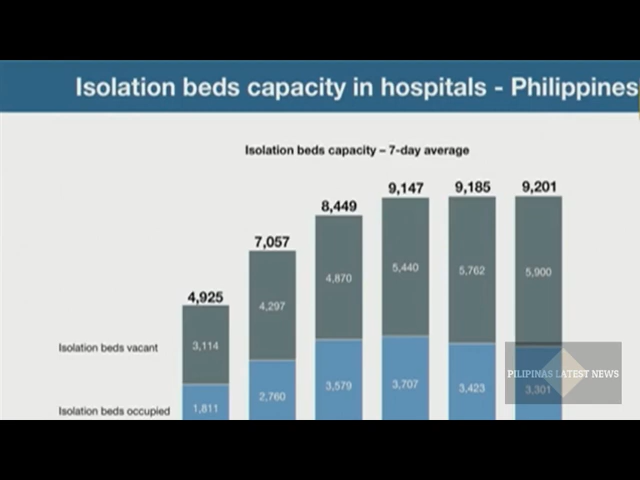 Isolation beds capacity in hospitals - Philippines
Isolation beds capacity – 7-day average
4,925 7,057 8,449 9,147 9,185 9,201
3,114 4,297 4,870 5,440 5,762 5,900
Isolation beds vacant
PILIPINAS LATEST NEWS
1,811 2,760 3,579 3,707 3,423 3,301
Isolation beds occupied